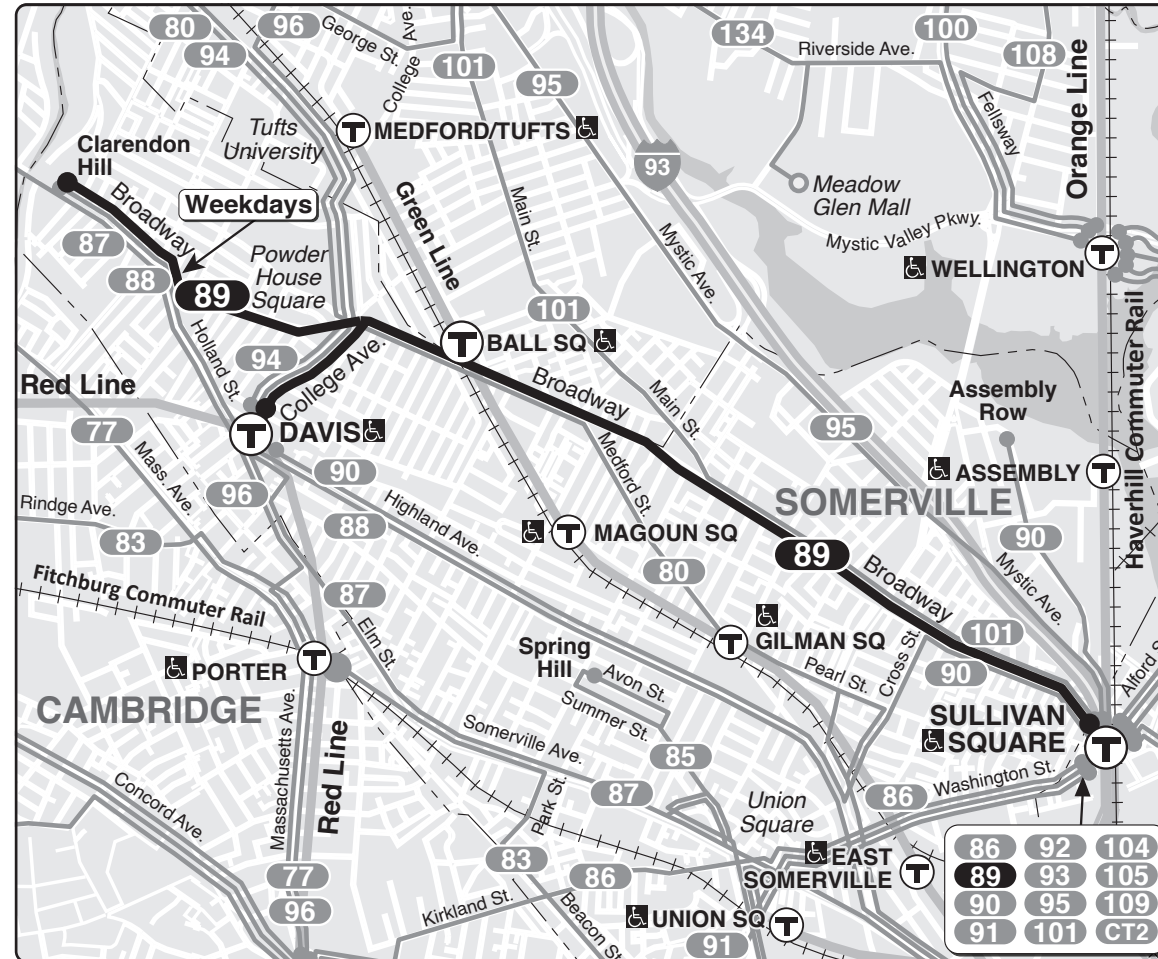 80
96
George St.
College Ave.
94
101
95
134
Riverside Ave.
100
108
Orange Line
Fellsway
93
Clarendon
Hill
Tufts
University
T MEDFORD/TUFTS
Meadow
Glen Mall
Mystic Valley Pkwy.
Broadway
Weekdays
Green Line
Main St.
Mystic Ave.
87
88
89
Powder
House
Square
101
T
WELLINGTON
Holland St.
94
College Ave.
T BALL SQ
Broadway
Main St.
Haverhill Commuter Rail
Red Line
77
T DAVIS
Assembly
Row
95
Mass. Ave.
90
96
88
Highland Ave.
Medford St.
ASSEMBLY T
SOMERVILLE
Rindge Ave.
83
T MAGOUN SQ
89
90
Broadway
Mystic Ave.
Fitchburg Commuter Rail
87
Elm St.
80
T GILMAN SQ
101
90
Cross St.
Pearl St.
PORTER T
Spring
Hill
Avon St.
Summer St.
CAMBRIDGE
Alford S
SULLIVAN
SQUARE
T
Massachusetts Ave.
Red Line
Somerville Ave.
85
Washington St.
Concord Ave.
Park St.
87
86
Union
Square
83
86
EAST
SOMERVILLE T
77
96
Kirkland St.
Beacon St.
UNION SQ T
91
86 92 104
89 93 105
90 95 109
91 101 CT2